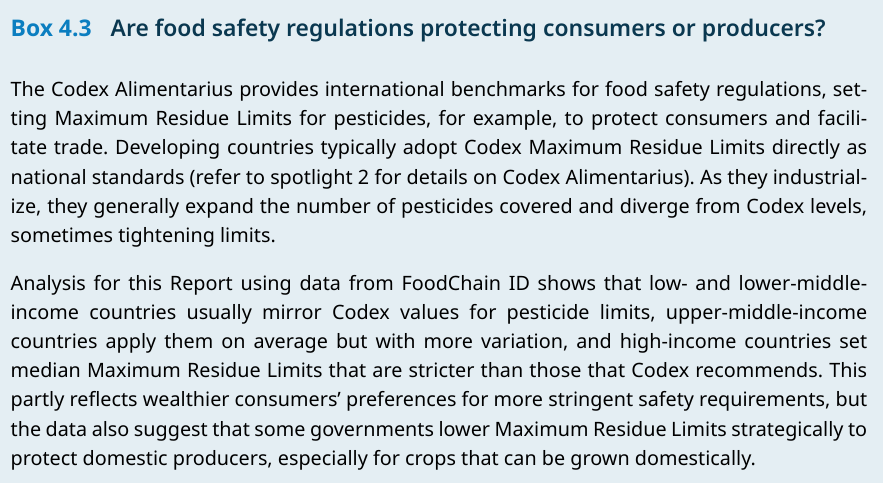 Box 4.3 Are food safety regulations protecting consumers or producers?
The Codex Alimentarius provides international benchmarks for food safety regulations, set-
ting Maximum Residue Limits for pesticides, for example, to protect consumers and facili-
tate trade. Developing countries typically adopt Codex Maximum Residue Limits directly as
national standards (refer to spotlight 2 for details on Codex Alimentarius). As they industrial-
ize, they generally expand the number of pesticides covered and diverge from Codex levels,
sometimes tightening limits.
Analysis for this Report using data from FoodChain ID shows that low- and lower-middle-
income countries usually mirror Codex values for pesticide limits, upper-middle-income
countries apply them on average but with more variation, and high-income countries set
median Maximum Residue Limits that are stricter than those that Codex recommends. This
partly reflects wealthier consumers’ preferences for more stringent safety requirements, but
the data also suggest that some governments lower Maximum Residue Limits strategically to
protect domestic producers, especially for crops that can be grown domestically.